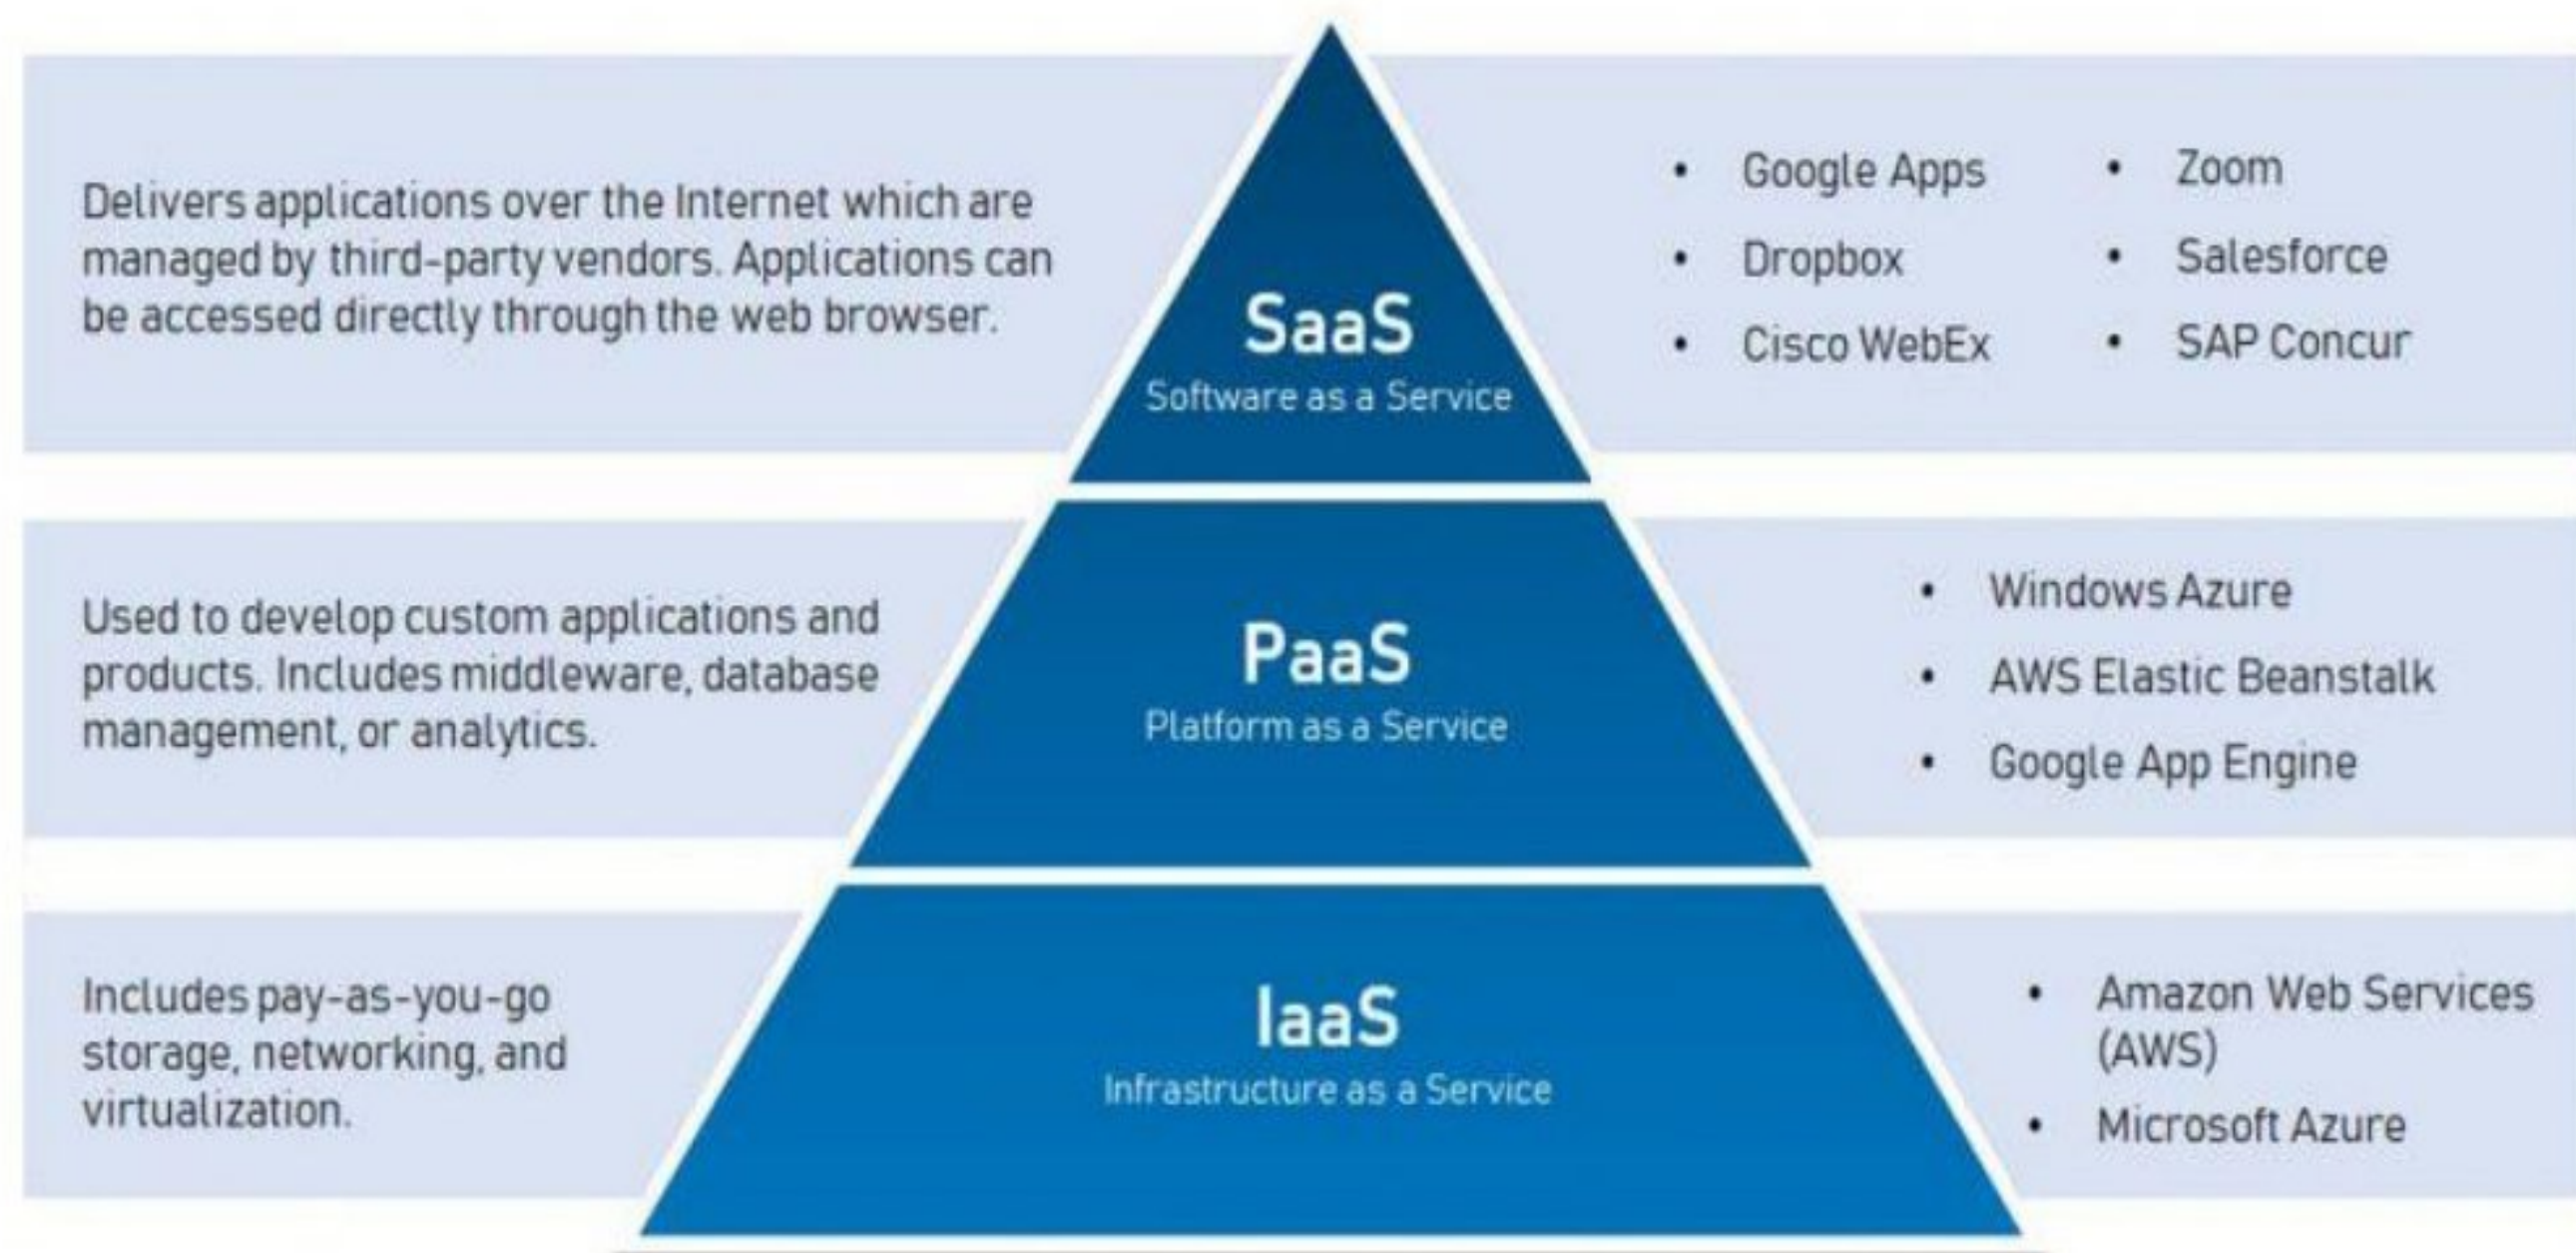 Delivers applications over the Internet which are
managed by third-party vendors. Applications can
be accessed directly through the web browser.
SaaS
Software as a Service
• Google Apps
• Dropbox
• Cisco WebEx
• Zoom
• Salesforce
• SAP Concur
Used to develop custom applications and
products. Includes middleware, database
management, or analytics.
PaaS
Platform as a Service
• Windows Azure
• AWS Elastic Beanstalk
• Google App Engine
Includes pay-as-you-go
storage, networking, and
virtualization.
IaaS
Infrastructure as a Service
• Amazon Web Services
(AWS)
• Microsoft Azure